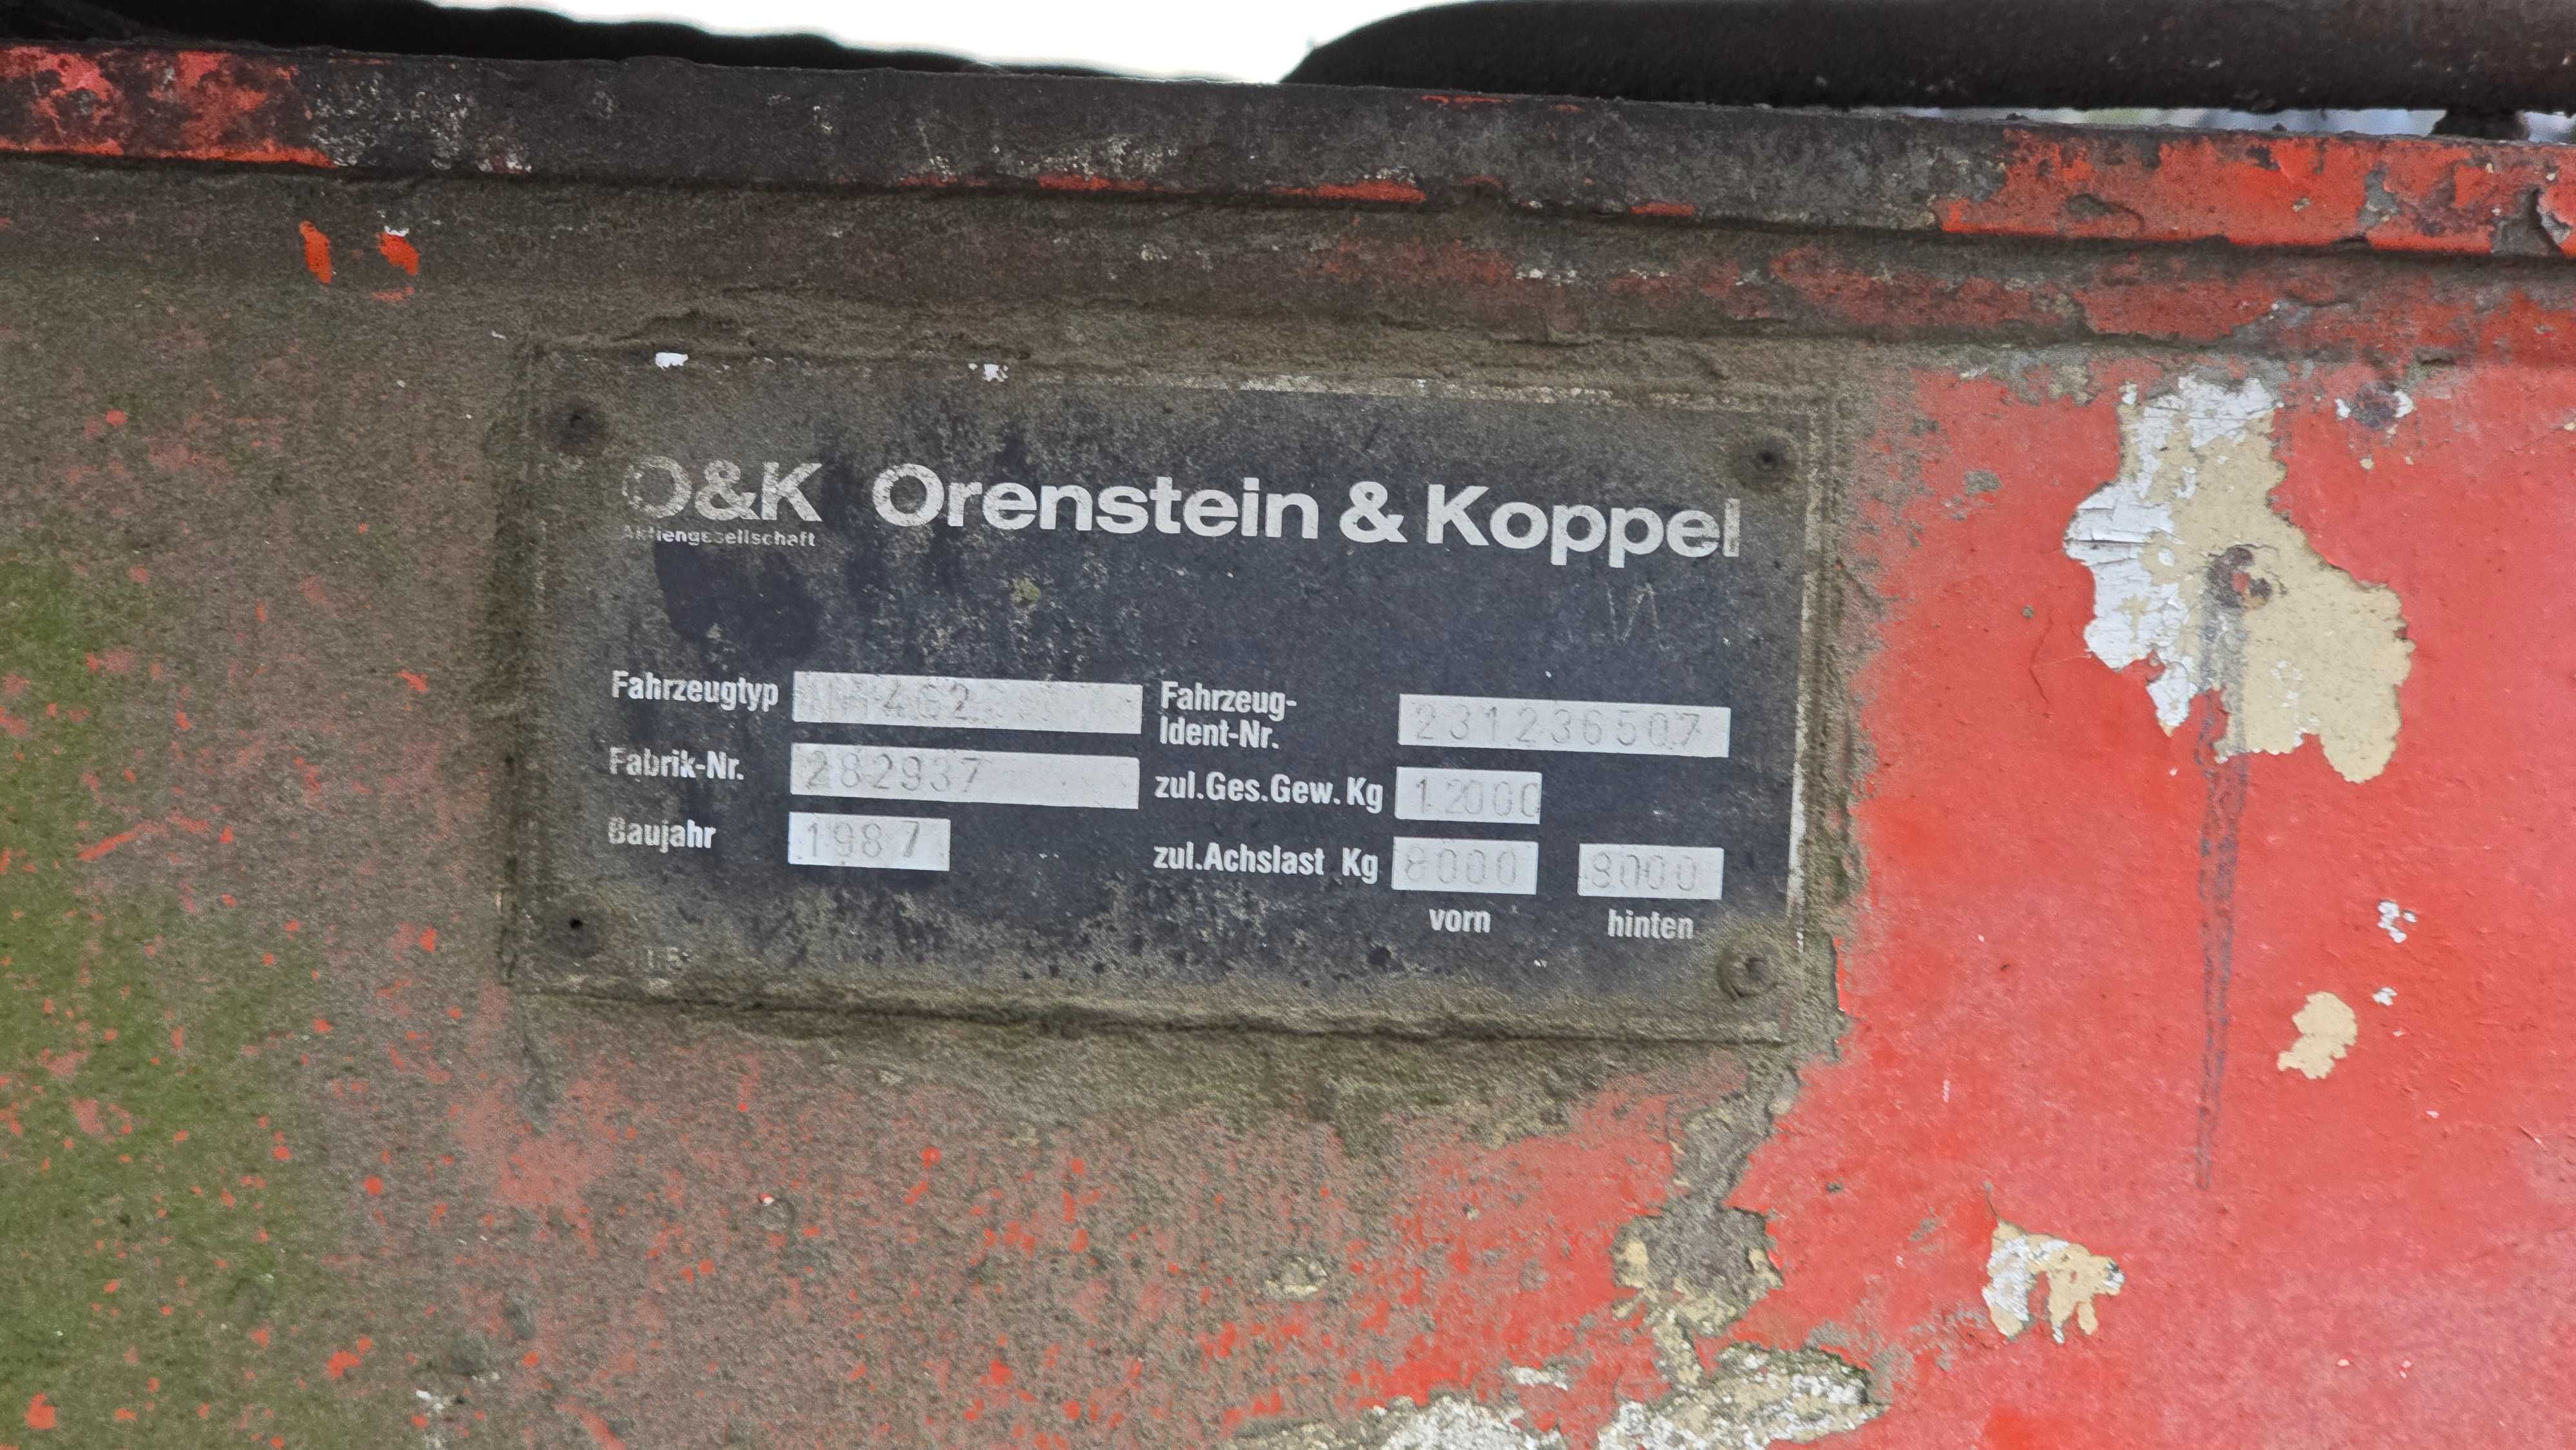 O&K Orenstein & Koppel
Aktiengesellschaft
Fahrzeugtyp 462
Fahrzeug-Ident-Nr. 231236507
Fabrik-Nr. 282937
zul.Ges.Gew. Kg 12000
Baujahr 1987
zul.Achslast Kg 8000 8000
vorn hinten